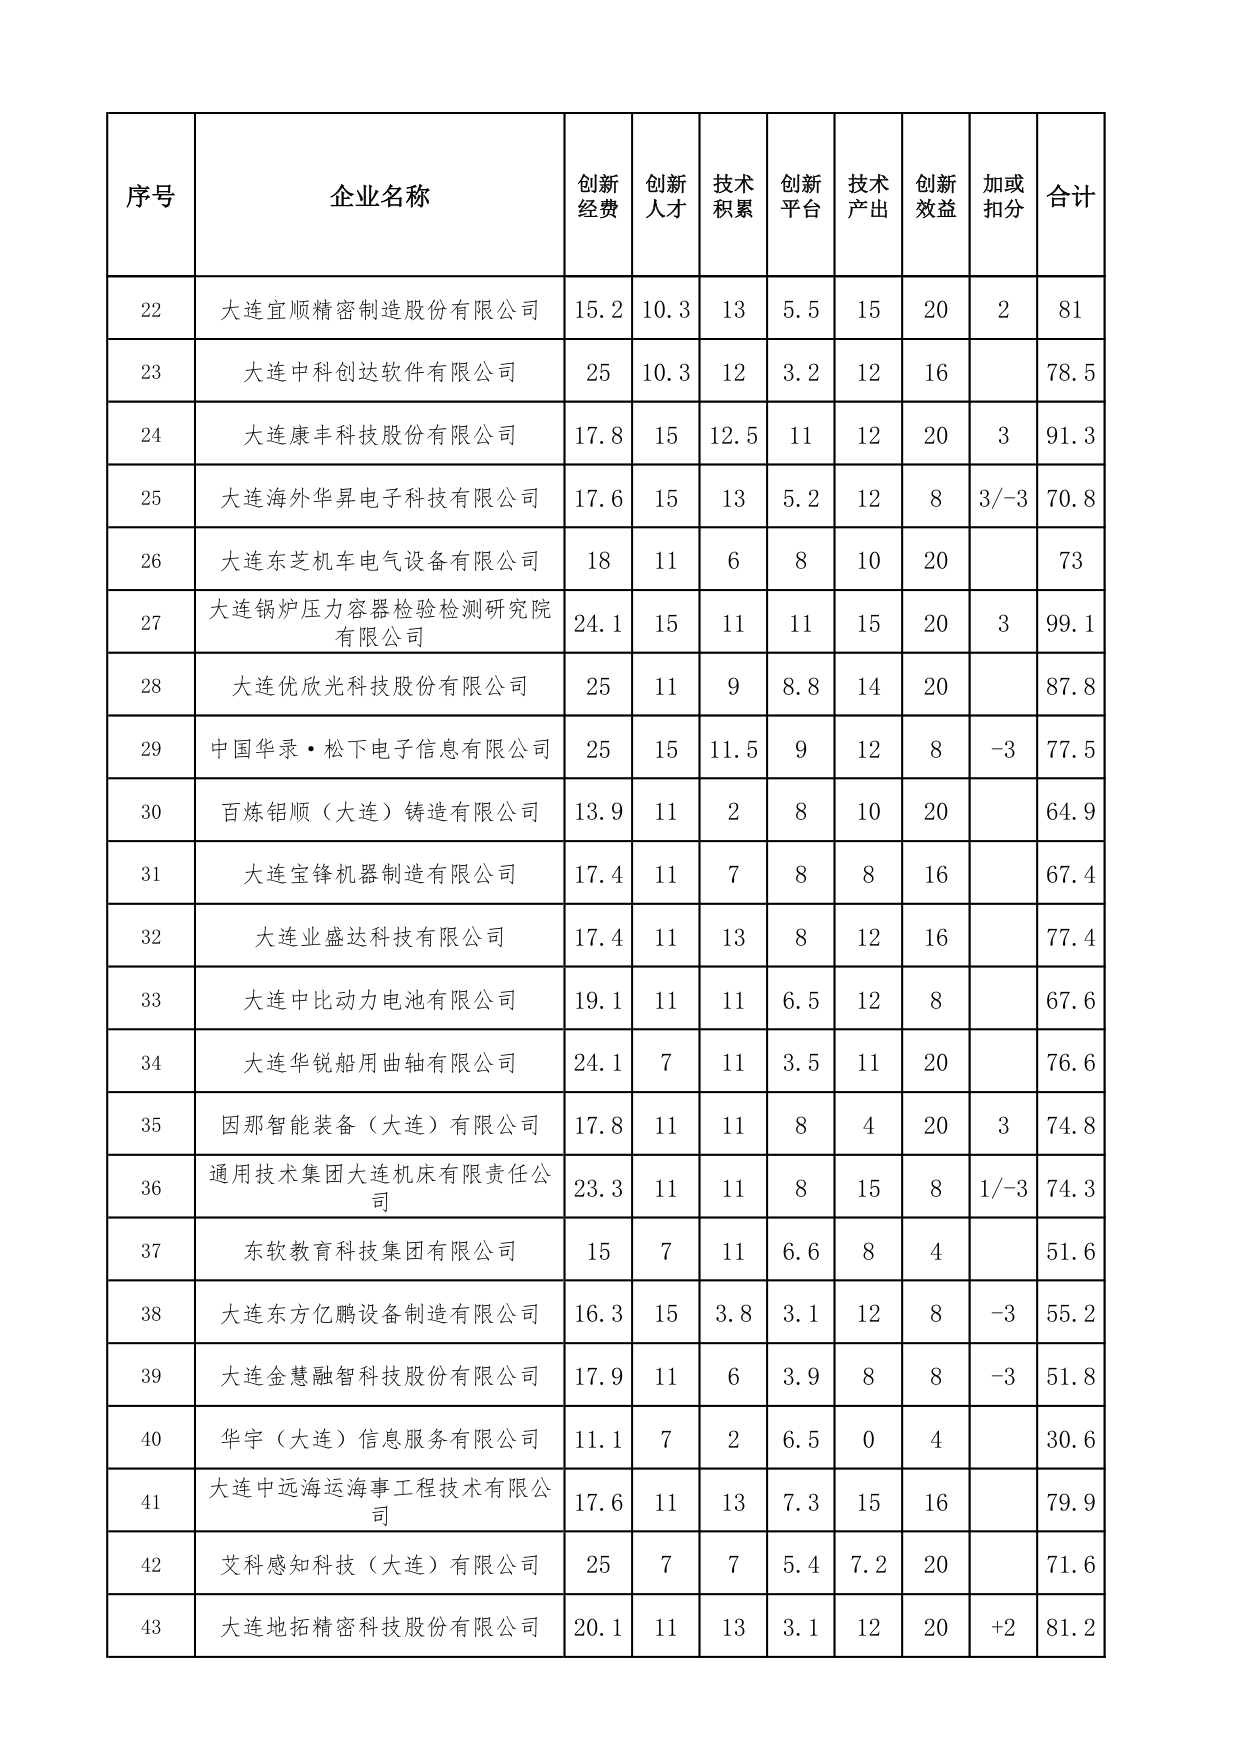 序号 企业名称 创新经费 创新人才 技术积累 创新平台 技术产出 创新效益 加或扣分 合计
22 大连宜顺精密制造股份有限公司 15.2 10.3 13 5.5 15 20 2 81
23 大连中科创达软件有限公司 25 10.3 12 3.2 12 16 78.5
24 大连康丰科技股份有限公司 17.8 15 12.5 11 12 20 3 91.3
25 大连海外华昇电子科技有限公司 17.6 15 13 5.2 12 8 3/-3 70.8
26 大连东芝机车电气设备有限公司 18 11 6 8 10 20 73
27 大连锅炉压力容器检验检测研究院有限公司 24.1 15 11 11 15 20 3 99.1
28 大连优欣光科技股份有限公司 25 11 9 8.8 14 20 87.8
29 中国华录•松下电子信息有限公司 25 15 11.5 9 12 8 -3 77.5
30 百炼铝顺（大连）铸造有限公司 13.9 11 2 8 10 20 64.9
31 大连宝锋机器制造有限公司 17.4 11 7 8 8 16 67.4
32 大连业盛达科技有限公司 17.4 11 13 8 12 16 77.4
33 大连中比动力电池有限公司 19.1 11 11 6.5 12 8 67.6
34 大连华锐船用曲轴有限公司 24.1 7 11 3.5 11 20 76.6
35 因那智能装备（大连）有限公司 17.8 11 11 8 4 20 3 74.8
36 通用技术集团大连机床有限责任公司 23.3 11 11 8 15 8 1/-3 74.3
37 东软教育科技集团有限公司 15 7 11 6.6 8 4 51.6
38 大连东方亿鹏设备制造有限公司 16.3 15 3.8 3.1 12 8 -3 55.2
39 大连金慧融智科技股份有限公司 17.9 11 6 3.9 8 8 -3 51.8
40 华宇（大连）信息服务有限公司 11.1 7 2 6.5 0 4 30.6
41 大连中远海运海事工程技术有限公司 17.6 11 13 7.3 15 16 79.9
42 艾科感知科技（大连）有限公司 25 7 7 5.4 7.2 20 71.6
43 大连地拓精密科技股份有限公司 20.1 11 13 3.1 12 20 +2 81.2